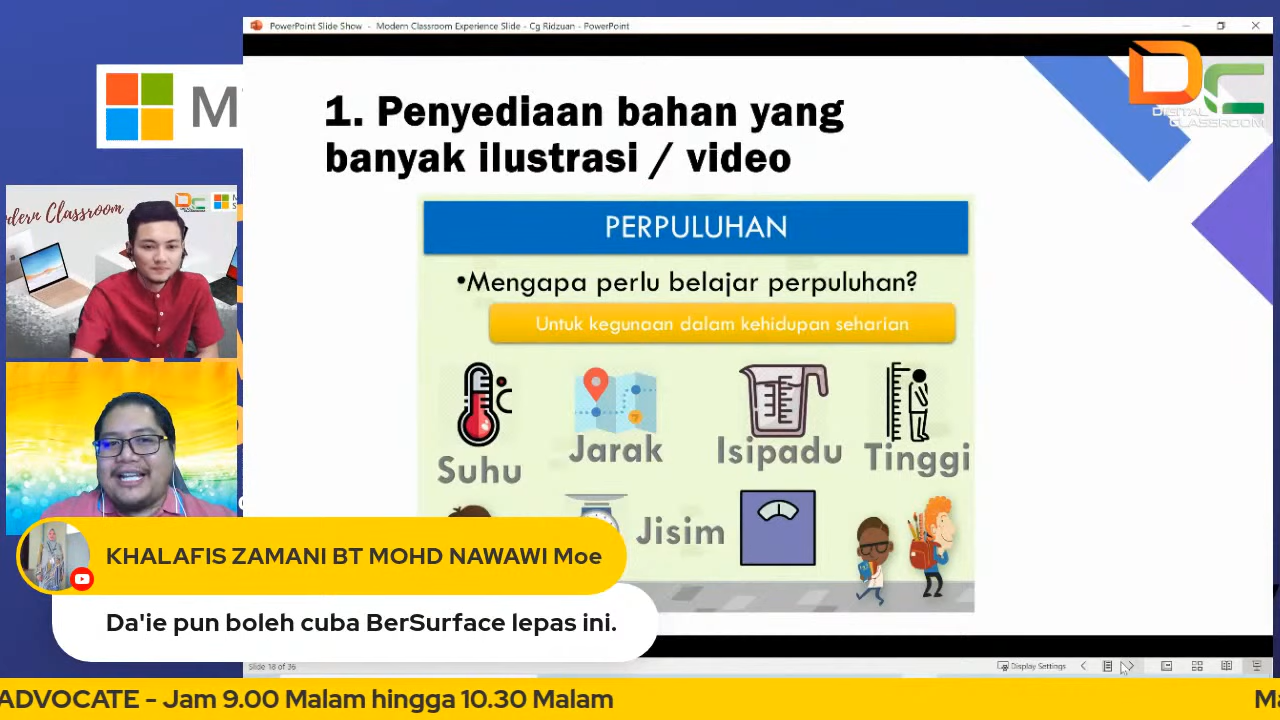 PowerPoint Slide Show - Modern Classroom Experience Slide - Cg Ridzuan - PowerPoint
DC
DIGITAL
CLASSROOM
1. Penyediaan bahan yang
banyak ilustrasi / video
Modern Classroom
PERPULUHAN
•Mengapa perlu belajar perpuluhan?
Untuk kegunaan dalam kehidupan seharian
Suhu
Jarak
Isipadu
Tinggi
Jisim
KHALAFIS ZAMANI BT MOHD NAWAWI Moe
Da'ie pun boleh cuba BerSurface lepas ini.
Slide 18 of 36
Display Settings
ADVOCATE - Jam 9.00 Malam hingga 10.30 Malam
Ma